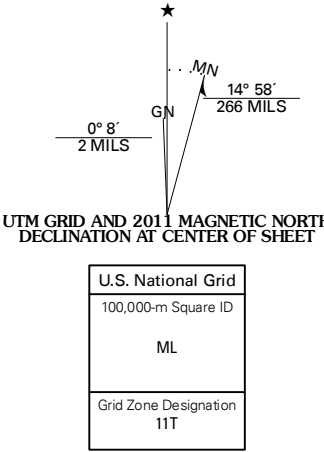 ★
MN
GN
14° 58´
266 MILS
0° 8´
2 MILS
UTM GRID AND 2011 MAGNETIC NORTH
DECLINATION AT CENTER OF SHEET
U.S. National Grid
100,000-m Square ID
ML
Grid Zone Designation
11T